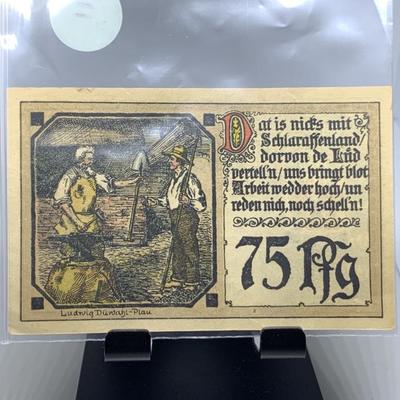 Dat is nicks mit
Schlaraffenland/
dorvon de Lüd
vertell'n/uns bringt blot
Arbeit wedder hoch/un
reden nich, noch schell'n!
75 Pfg
Ludwig Düwahl-Plau